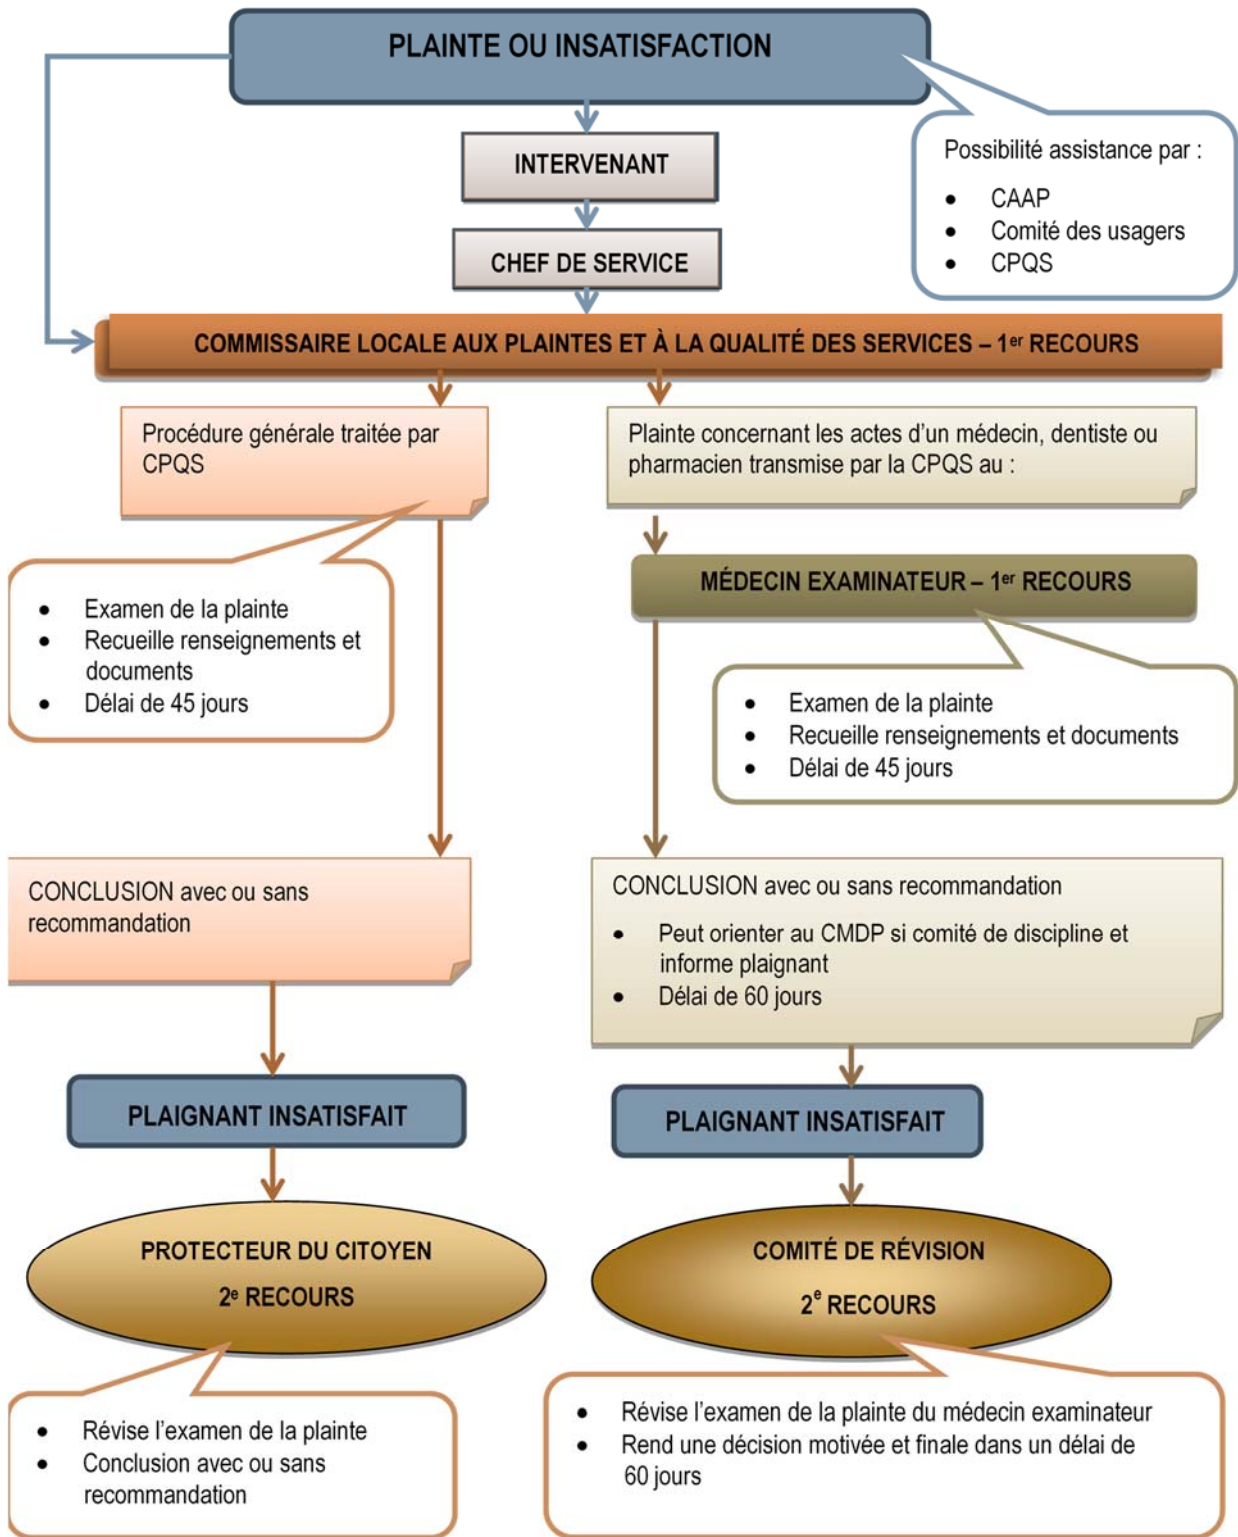 PLAINTE OU INSATISFACTION
Possibilité assistance par :
• CAAP
• Comité des usagers
• CPQS
INTERVENANT
CHEF DE SERVICE
COMMISSAIRE LOCALE AUX PLAINTES ET À LA QUALITÉ DES SERVICES – 1er RECOURS
Procédure générale traitée par
CPQS
• Examen de la plainte
• Recueille renseignements et
documents
• Délai de 45 jours
Plainte concernant les actes d’un médecin, dentiste ou
pharmacien transmise par la CPQS au :
MÉDECIN EXAMINATEUR – 1er RECOURS
• Examen de la plainte
• Recueille renseignements et documents
• Délai de 45 jours
CONCLUSION avec ou sans
recommandation
CONCLUSION avec ou sans recommandation
• Peut orienter au CMDP si comité de discipline et
informe plaignant
• Délai de 60 jours
PLAIGNANT INSATISFAIT
PLAIGNANT INSATISFAIT
PROTECTEUR DU CITOYEN
2e RECOURS
COMITÉ DE RÉVISION
2e RECOURS
• Révise l’examen de la plainte
• Conclusion avec ou sans
recommandation
• Révise l’examen de la plainte du médecin examinateur
• Rend une décision motivée et finale dans un délai de
60 jours